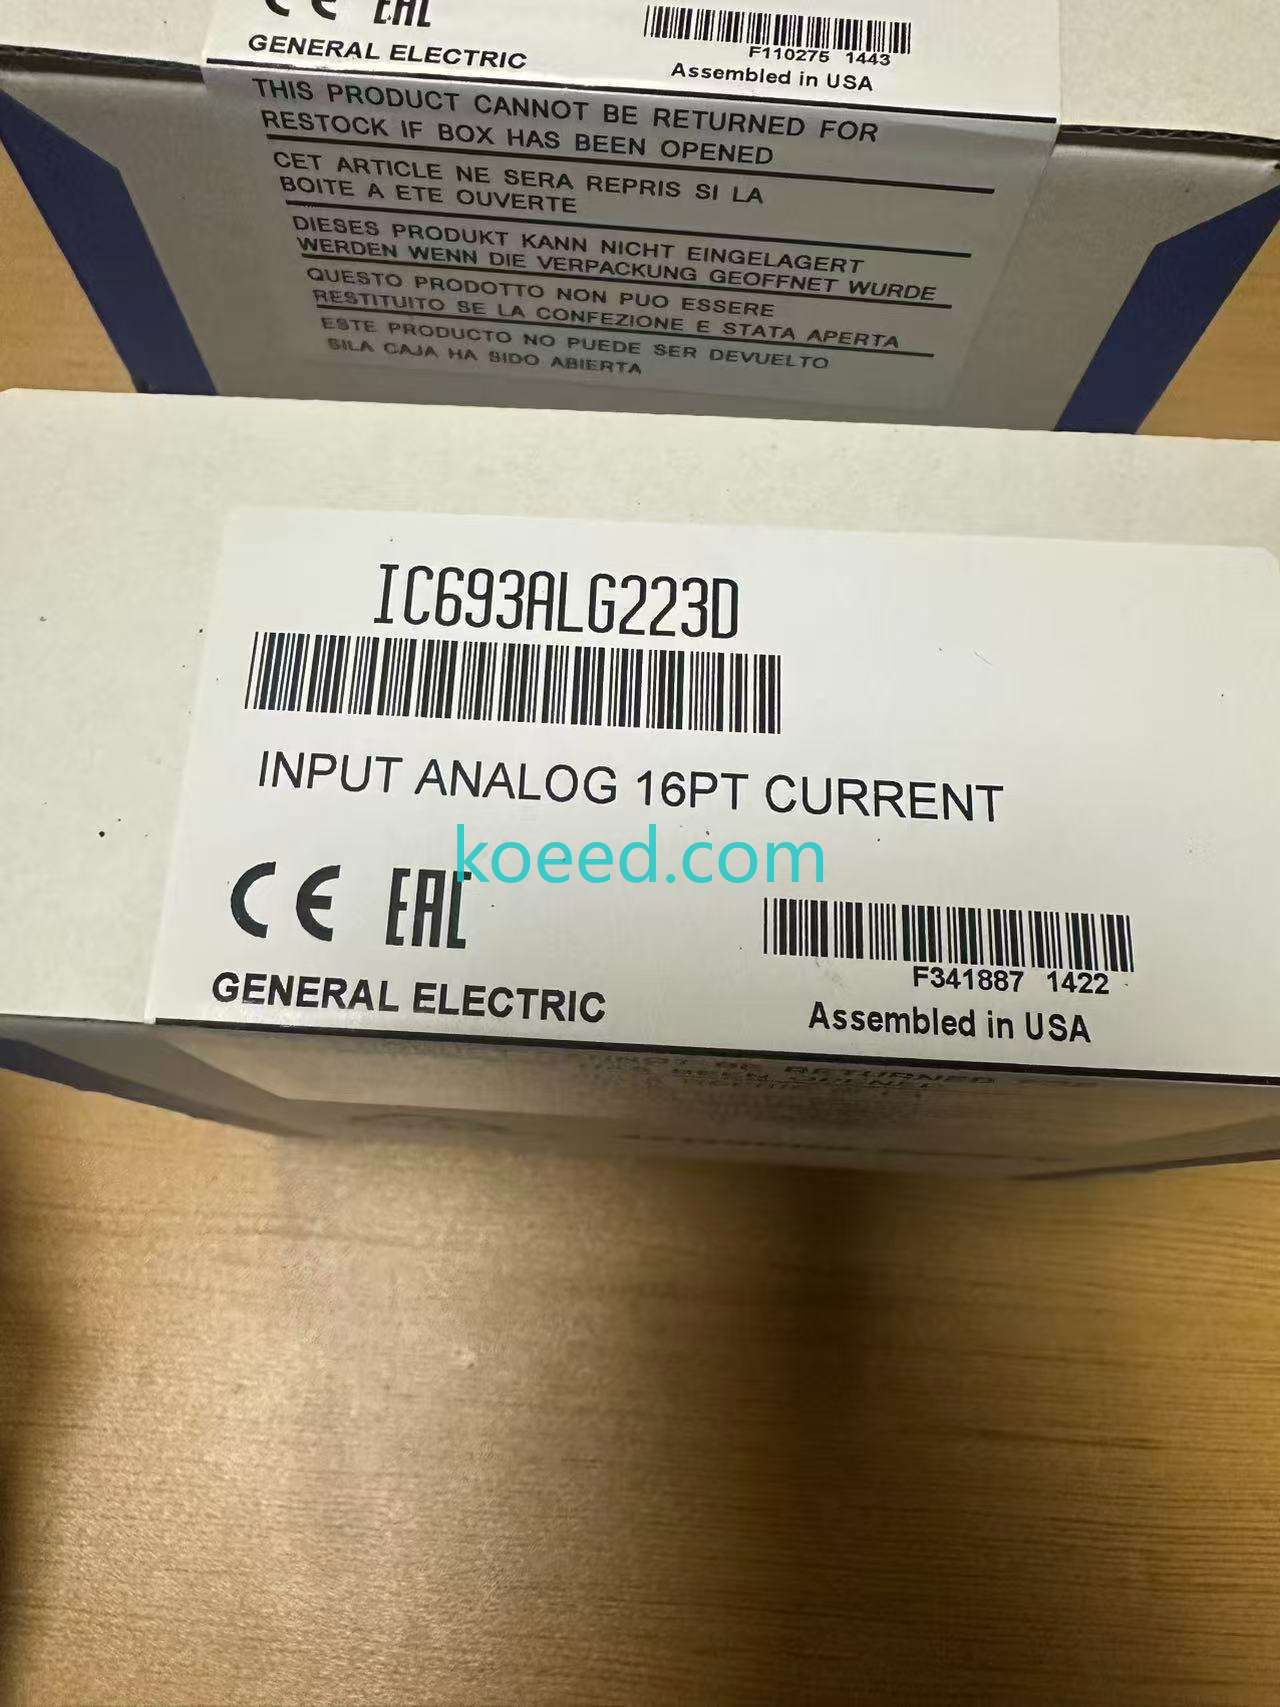 CE EAC
GENERAL ELECTRIC
F110275 1443
Assembled in USA
THIS PRODUCT CANNOT BE RETURNED FOR
RESTOCK IF BOX HAS BEEN OPENED
CET ARTICLE NE SERA REPRIS SI LA
BOITE A ETE OUVERTE
DIESES PRODUKT KANN NICHT EINGELAGERT
WERDEN WENN DIE VERPACKUNG GEOFFNET WURDE
QUESTO PRODOTTO NON PUO ESSERE
RESTITUITO SE LA CONFEZIONE E STATA APERTA
ESTE PRODUCTO NO PUEDE SER DEVUELTO
SILA CAJA HA SIDO ABIERTA
IC693ALG223D
INPUT ANALOG 16PT CURRENT
koeed.com
CE EAC
F341887 1422
GENERAL ELECTRIC
Assembled in USA
BE RETURNED